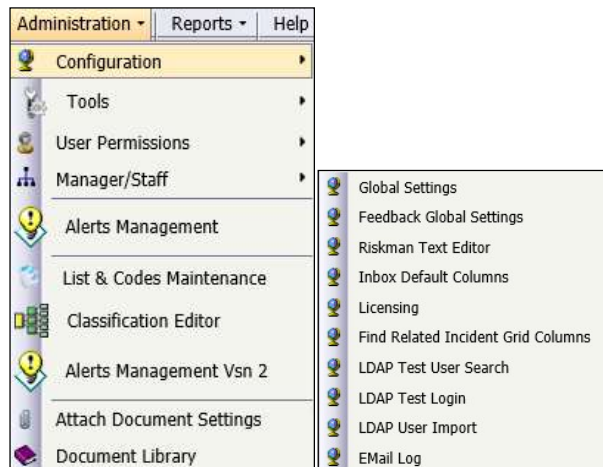 Administration Reports Help
Configuration
Tools
User Permissions
Manager/Staff
Alerts Management
List & Codes Maintenance
Classification Editor
Alerts Management Vsn 2
Attach Document Settings
Document Library
Global Settings
Feedback Global Settings
Riskman Text Editor
Inbox Default Columns
Licensing
Find Related Incident Grid Columns
LDAP Test User Search
LDAP Test Login
LDAP User Import
EMail Log